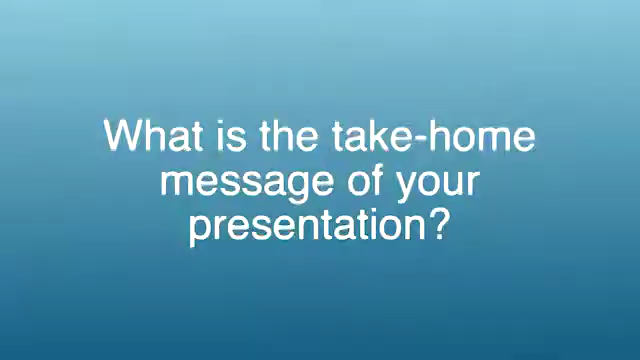 What is the take-home
message of your
presentation?